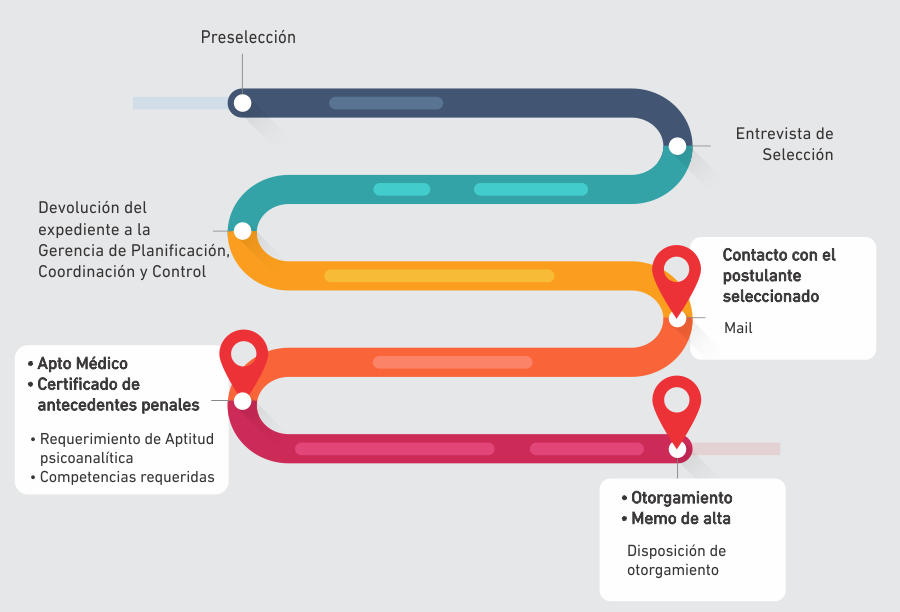 Preselección
Entrevista de
Selección
Devolución del
expediente a la
Gerencia de Planificación,
Coordinación y Control
Contacto con el
postulante
seleccionado
Mail
• Apto Médico
• Certificado de
antecedentes penales
• Requerimiento de Aptitud
psicoanalítica
• Competencias requeridas
• Otorgamiento
• Memo de alta
Disposición de
otorgamiento